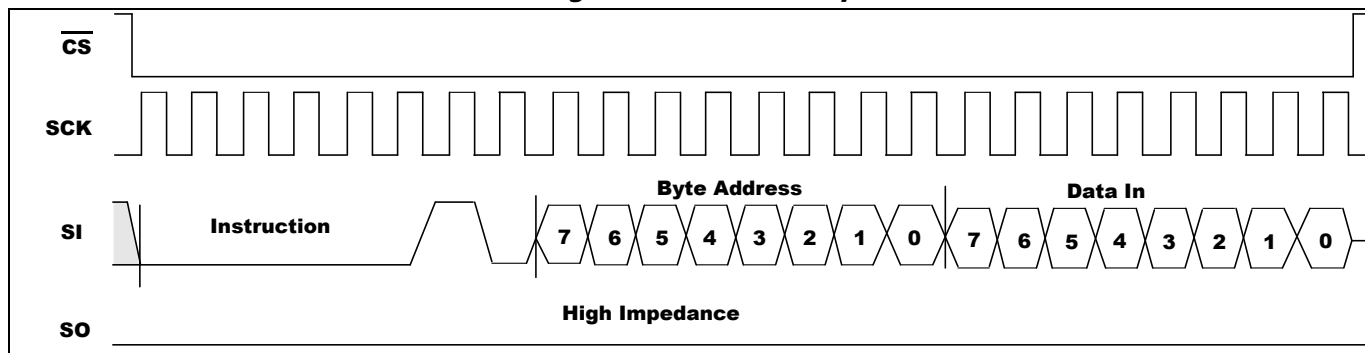 CS
SCK
Byte Address
Data In
SI
Instruction
7 6 5 4 3 2 1 0 7 6 5 4 3 2 1 0
High Impedance
SO